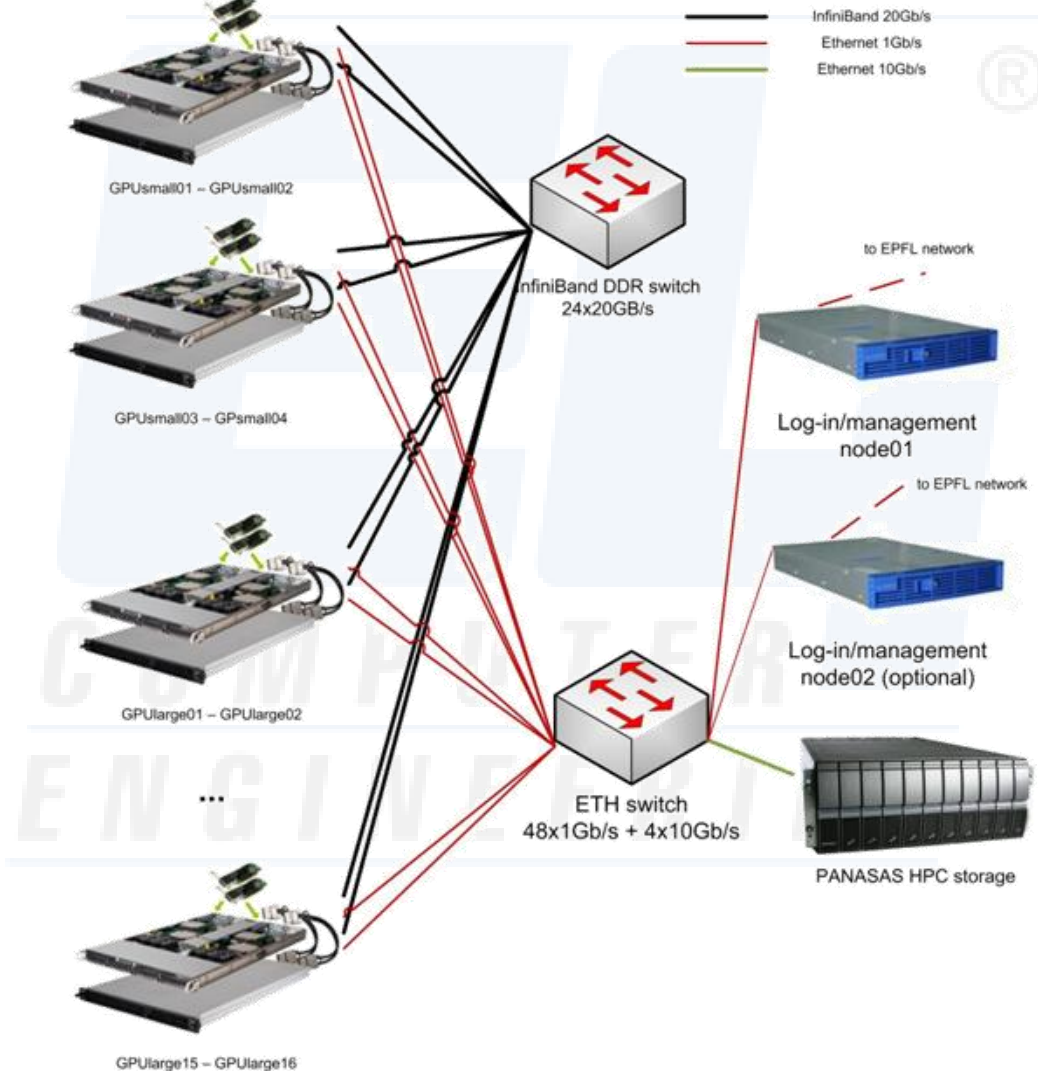 InfiniBand 20Gb/s
Ethernet 1Gb/s
Ethernet 10Gb/s
®
GPUsmall01 – GPUsmall02
InfiniBand DDR switch
24x20GB/s
to EPFL network
GPUsmall03 – GPsmall04
Log-in/management
node01
to EPFL network
Log-in/management
node02 (optional)
COMPUTER
GPUlarge01 – GPUlarge02
...
ENGINEERING
ETH switch
48x1Gb/s + 4x10Gb/s
PANASAS HPC storage
GPUlarge15 – GPUlarge16